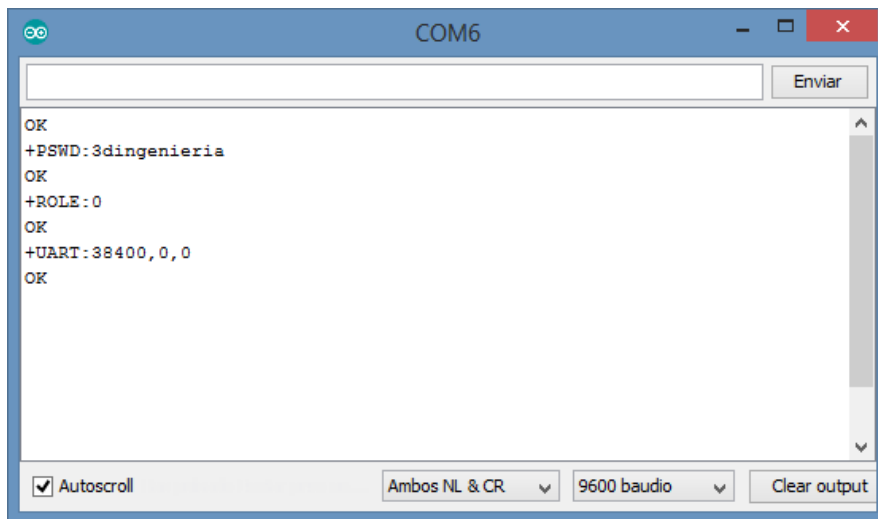 COM6
Enviar
OK
+PSWD:3dingenieria
OK
+ROLE:0
OK
+UART:38400,0,0
OK
Autoscroll
Ambos NL & CR
9600 baudio
Clear output